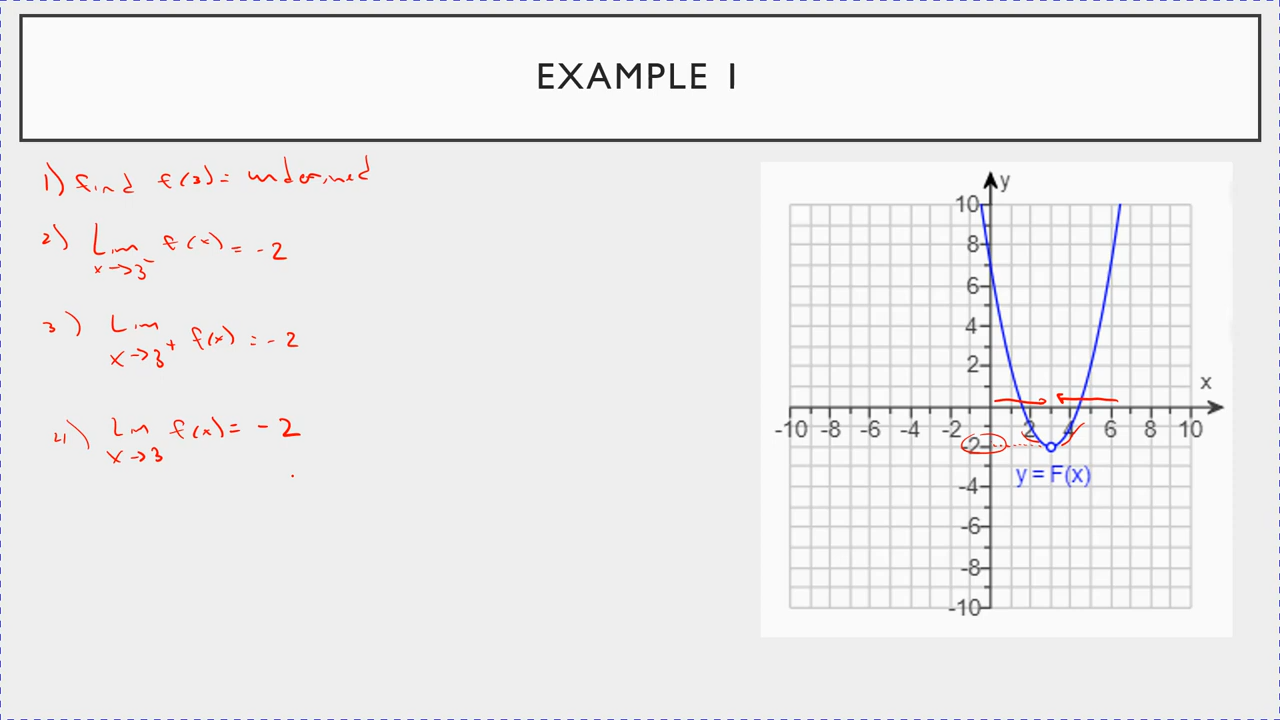 EXAMPLE 1
1) find f(3) = undefined
2) Lim f(x) = -2
x→3⁻
3) Lim f(x) = -2
x→3⁺
4) Lim f(x) = -2
x→3
y
10
8
6
4
2
x
-10 -8 -6 -4 -2 2 4 6 8 10
-2
y = F(x)
-4
-6
-8
-10